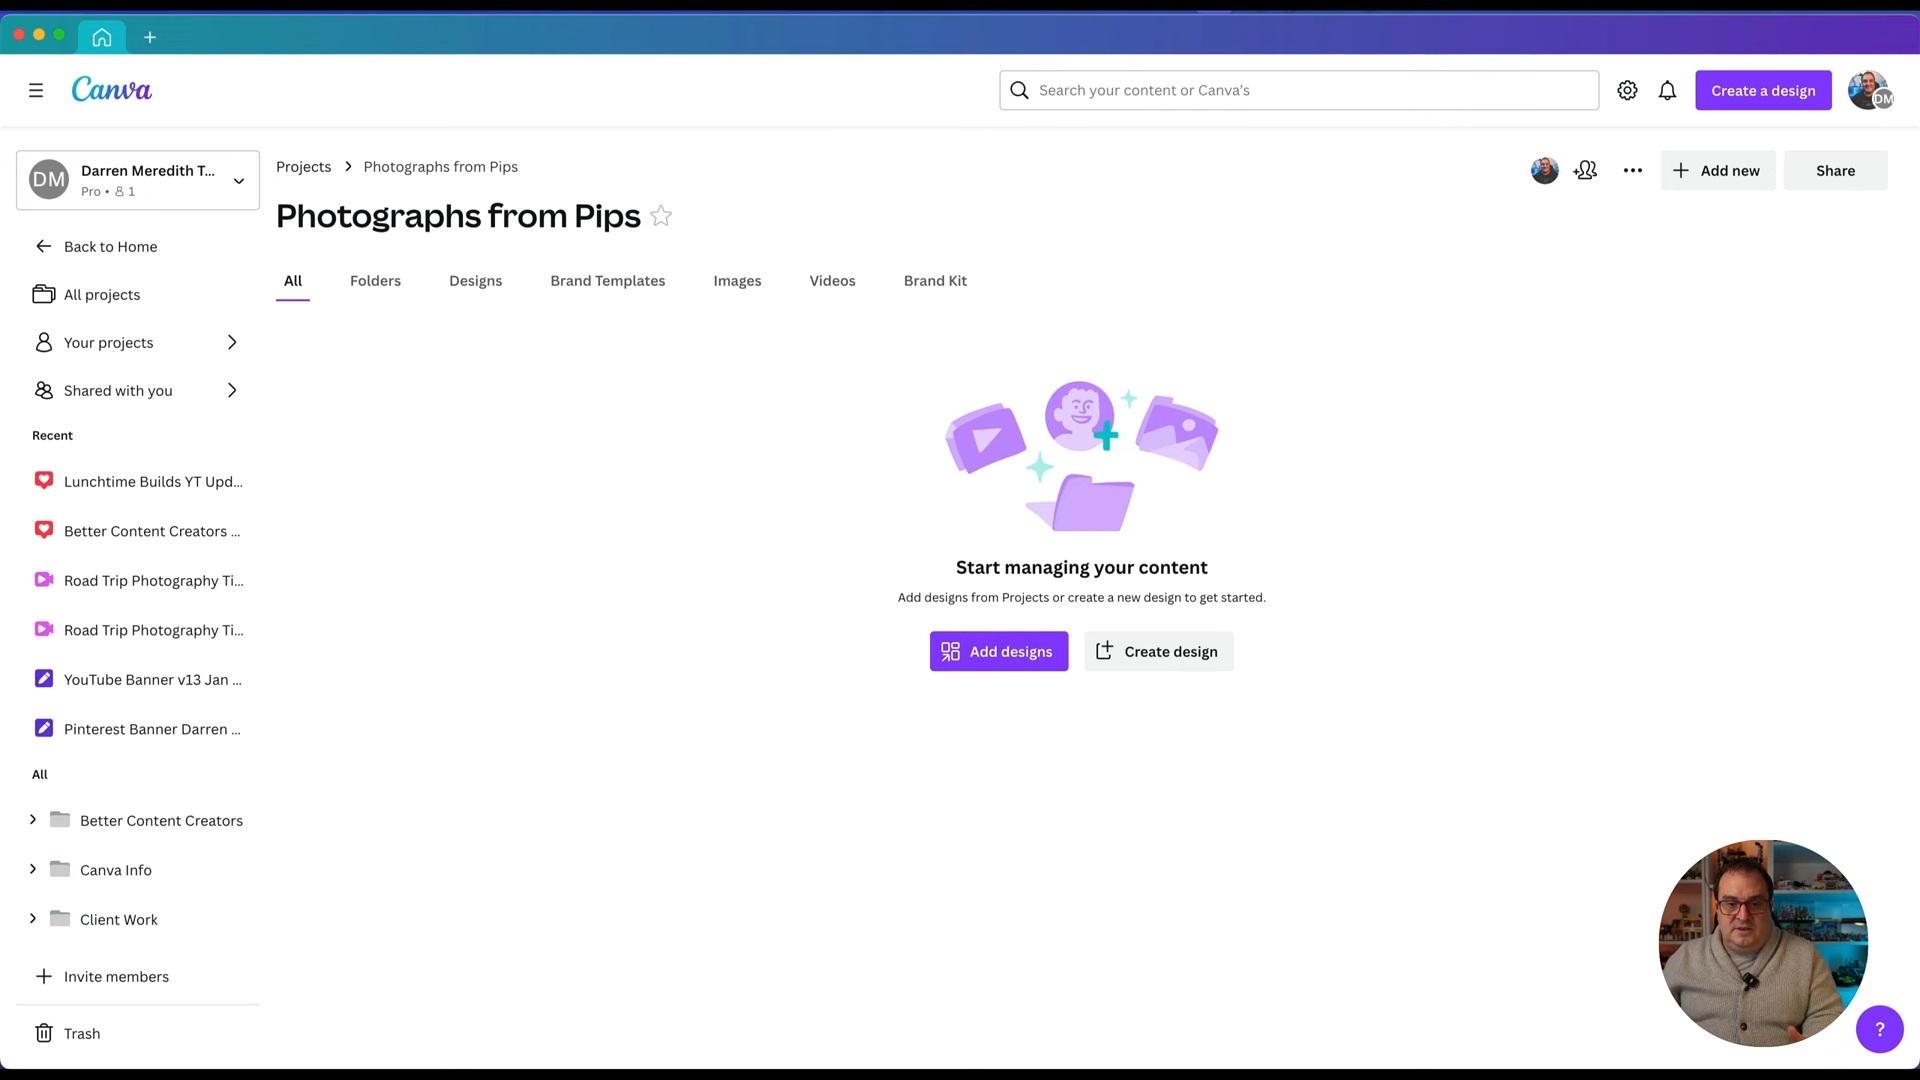 Canva
Search your content or Canva's
Create a design
DM
DM
Darren Meredith T...
Pro • 1
Projects
Photographs from Pips
Add new
Share
Photographs from Pips
Back to Home
All
Folders
Designs
Brand Templates
Images
Videos
Brand Kit
All projects
Your projects
Shared with you
Recent
Lunchtime Builds YT Upd...
Better Content Creators ...
Road Trip Photography Ti...
Road Trip Photography Ti...
YouTube Banner v13 Jan ...
Pinterest Banner Darren ...
Start managing your content
Add designs from Projects or create a new design to get started.
Add designs
Create design
All
Better Content Creators
Canva Info
Client Work
Invite members
Trash
?